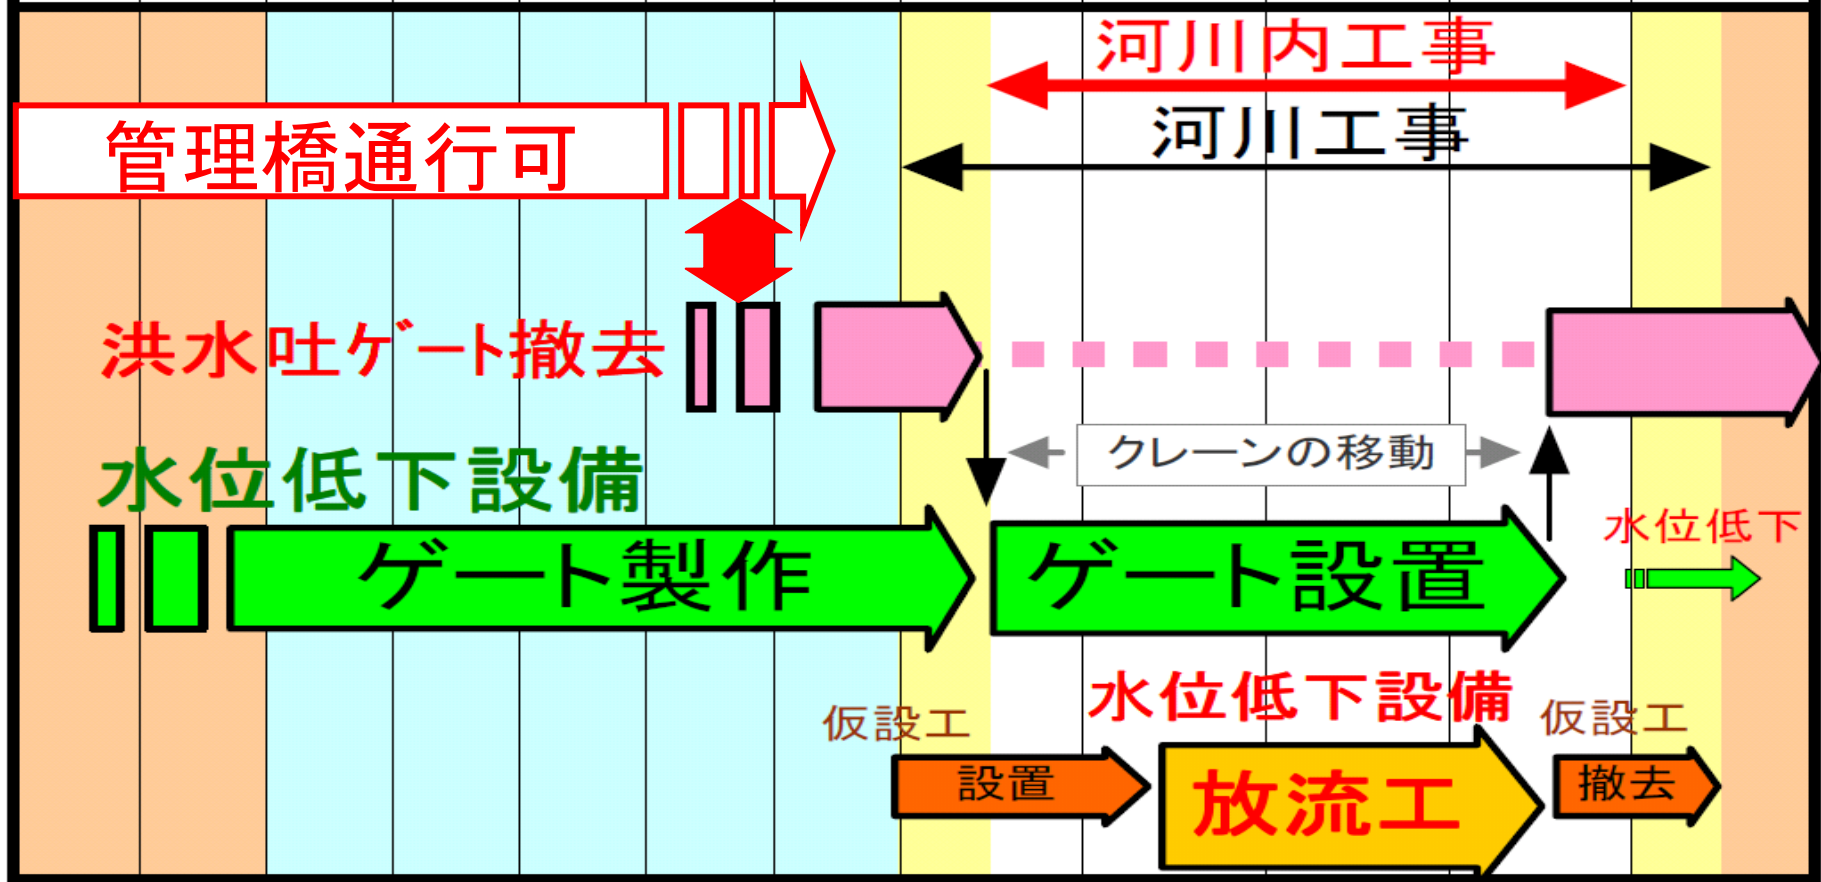 河川内工事
河川工事
管理橋通行可
洪水吐ｹﾞｰﾄ撤去
クレーンの移動
水位低下設備
水位低下
ゲート製作
ゲート設置
水位低下設備
仮設工
仮設工
設置
放流工
撤去